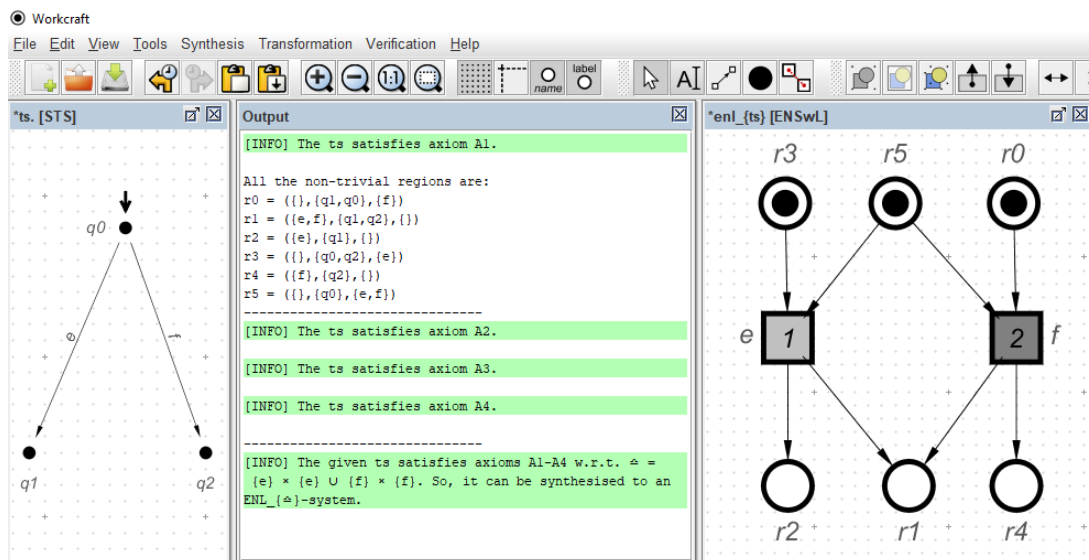 Workcraft
File Edit View Tools Synthesis Transformation Verification Help
1:1
name
label
A
*ts. [STS]
q0
e
f
q1
q2
Output
[INFO] The ts satisfies axiom A1.
All the non-trivial regions are:
r0 = ({},{q1,q0},{f})
r1 = ({e,f},{q1,q2},{})
r2 = ({e},{q1},{})
r3 = ({},{q0,q2},{e})
r4 = ({f},{q2},{})
r5 = ({},{q0},{e,f})
-------------------------------
[INFO] The ts satisfies axiom A2.
[INFO] The ts satisfies axiom A3.
[INFO] The ts satisfies axiom A4.
-------------------------------
[INFO] The given ts satisfies axioms A1-A4 w.r.t. ≏ =
{e} × {e} ∪ {f} × {f}. So, it can be synthesised to an
ENL_{≏}-system.
*enl_{ts} [ENSwL]
r3 r5 r0
e 1 2 f
r2 r1 r4